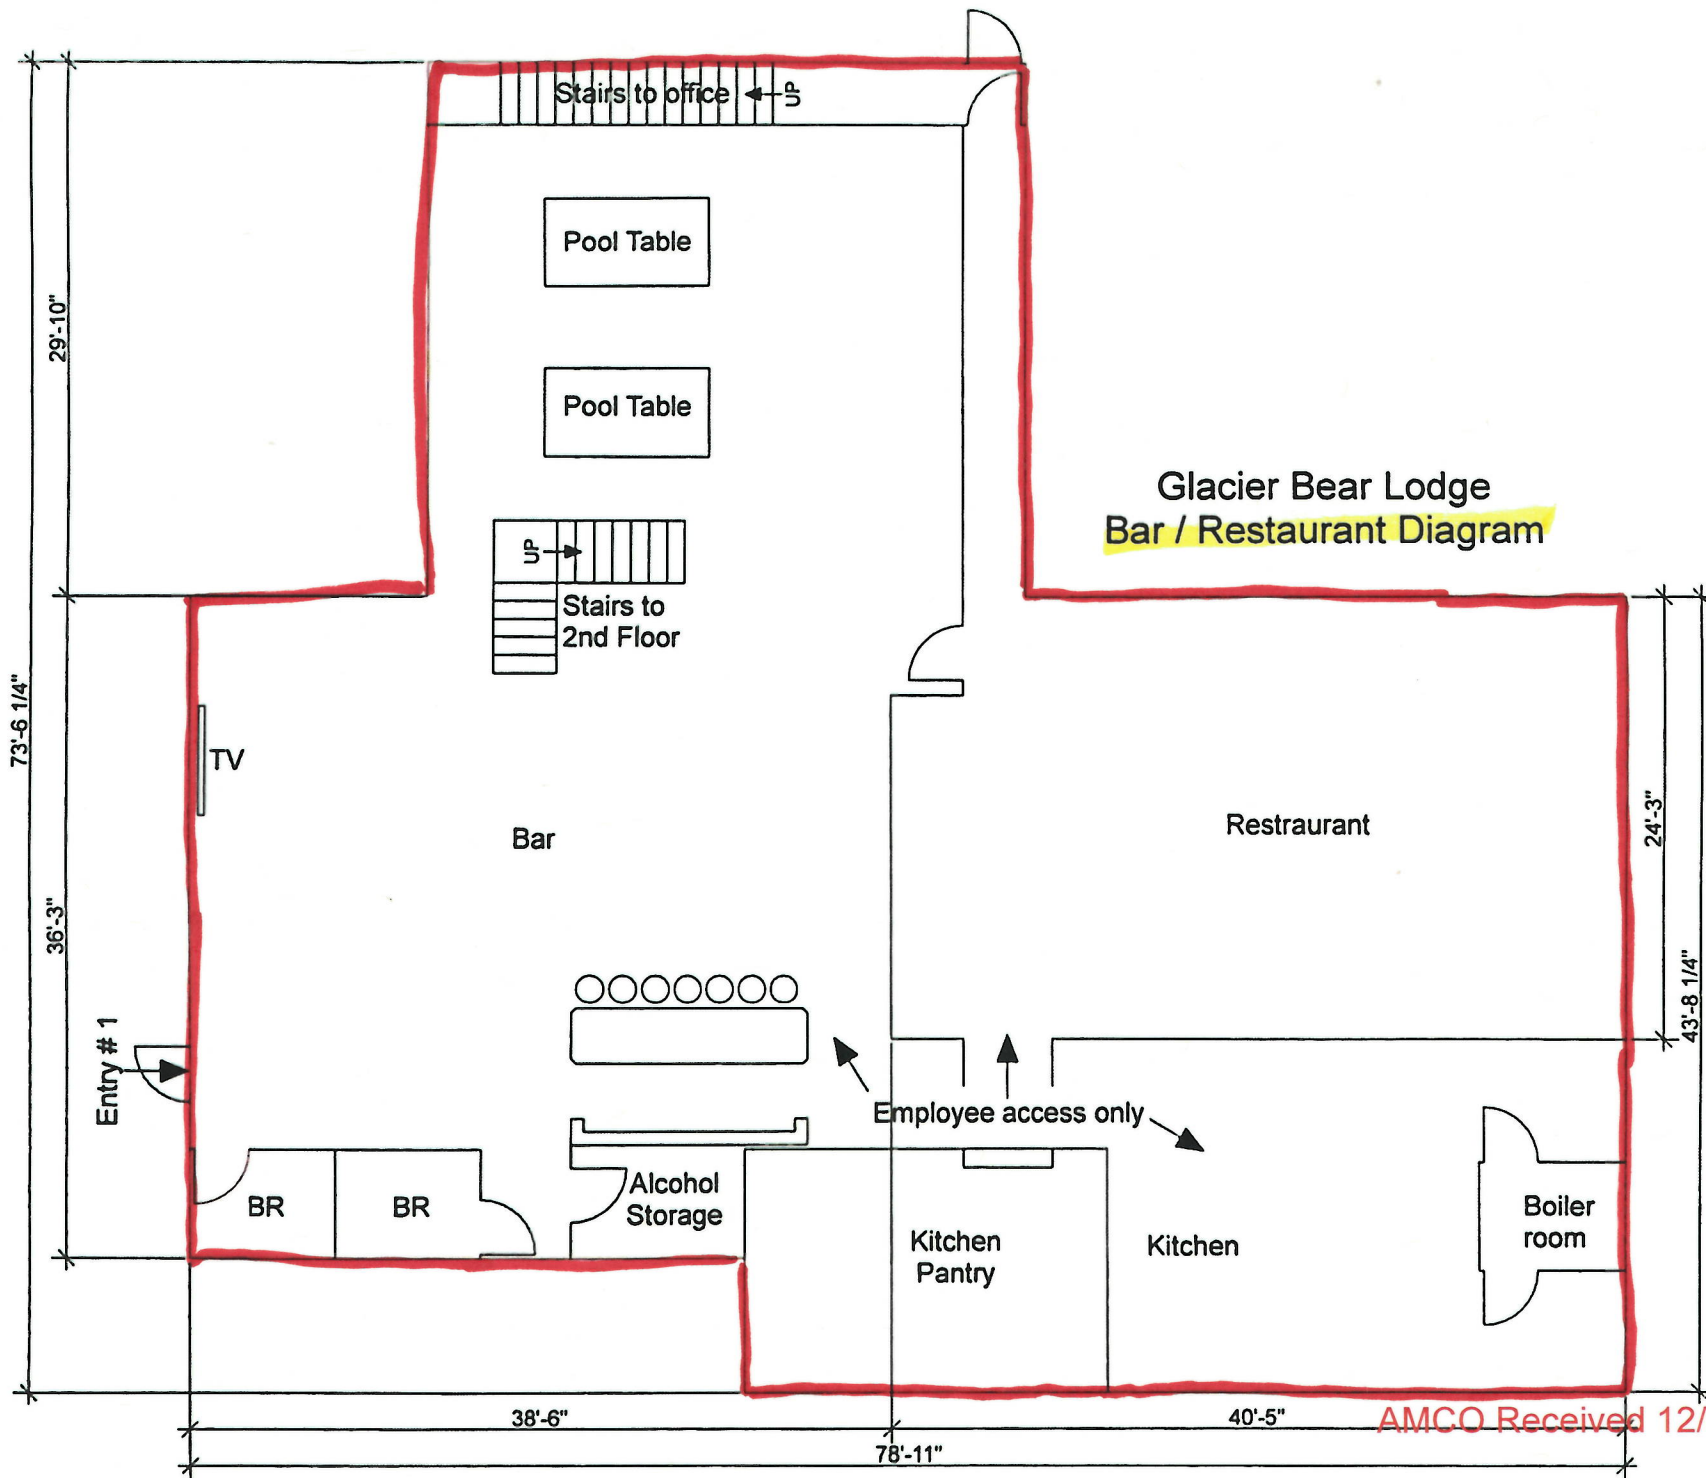 Stairs to office
UP
Pool Table
29'-10"
Pool Table
Glacier Bear Lodge
Bar / Restaurant Diagram
UP
Stairs to
2nd Floor
73'-6 1/4"
TV
Bar
Restraurant
24'-3"
36'-3"
43'-8 1/4"
Entry # 1
Employee access only
BR
BR
Alcohol
Storage
Kitchen
Pantry
Kitchen
Boiler
room
38'-6"
40'-5"
AMCO Received 12/
78'-11"